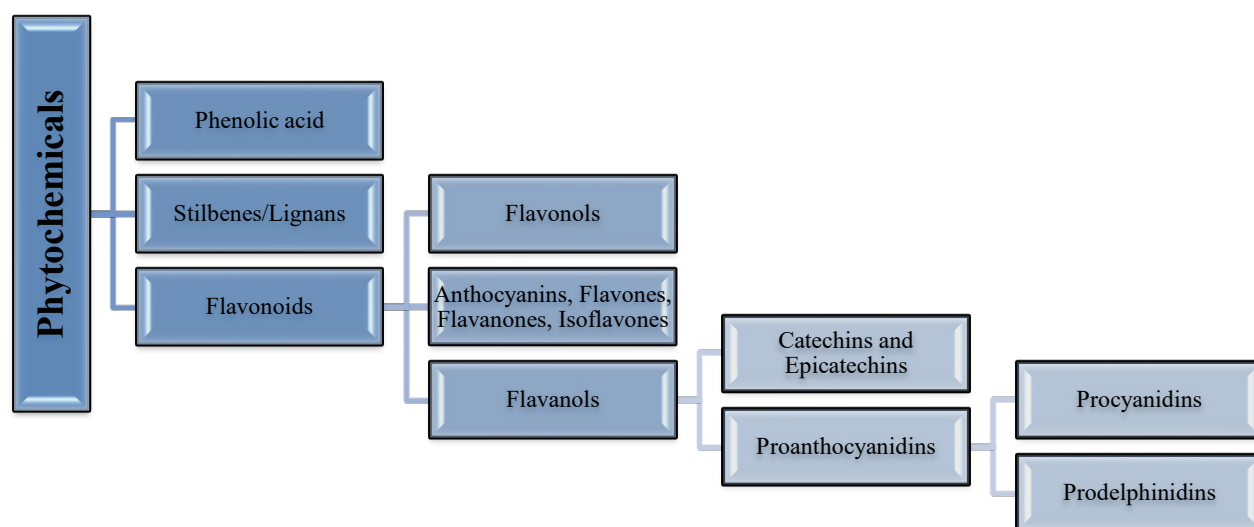 Phytochemicals
Phenolic acid
Stilbenes/Lignans
Flavonoids
Flavonols
Anthocyanins, Flavones,
Flavanones, Isoflavones
Flavanols
Catechins and
Epicatechins
Proanthocyanidins
Procyanidins
Prodelphinidins